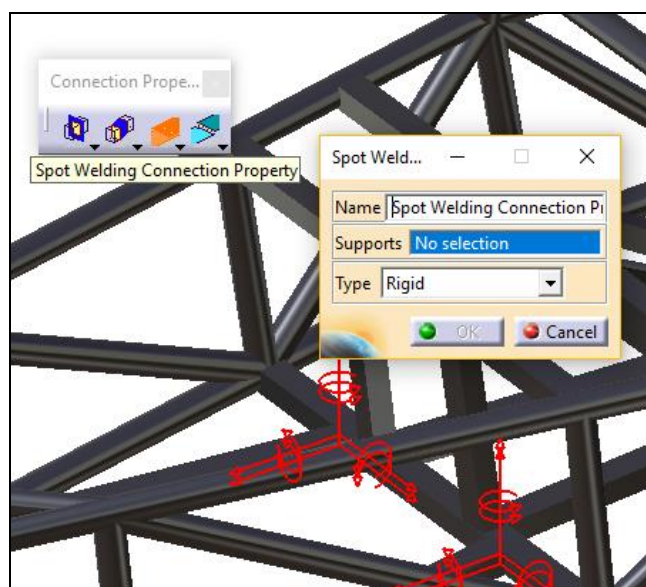 Connection Prope...
Spot Welding Connection Property
Spot Weld...
Name Spot Welding Connection Pr
Supports No selection
Type Rigid
OK Cancel